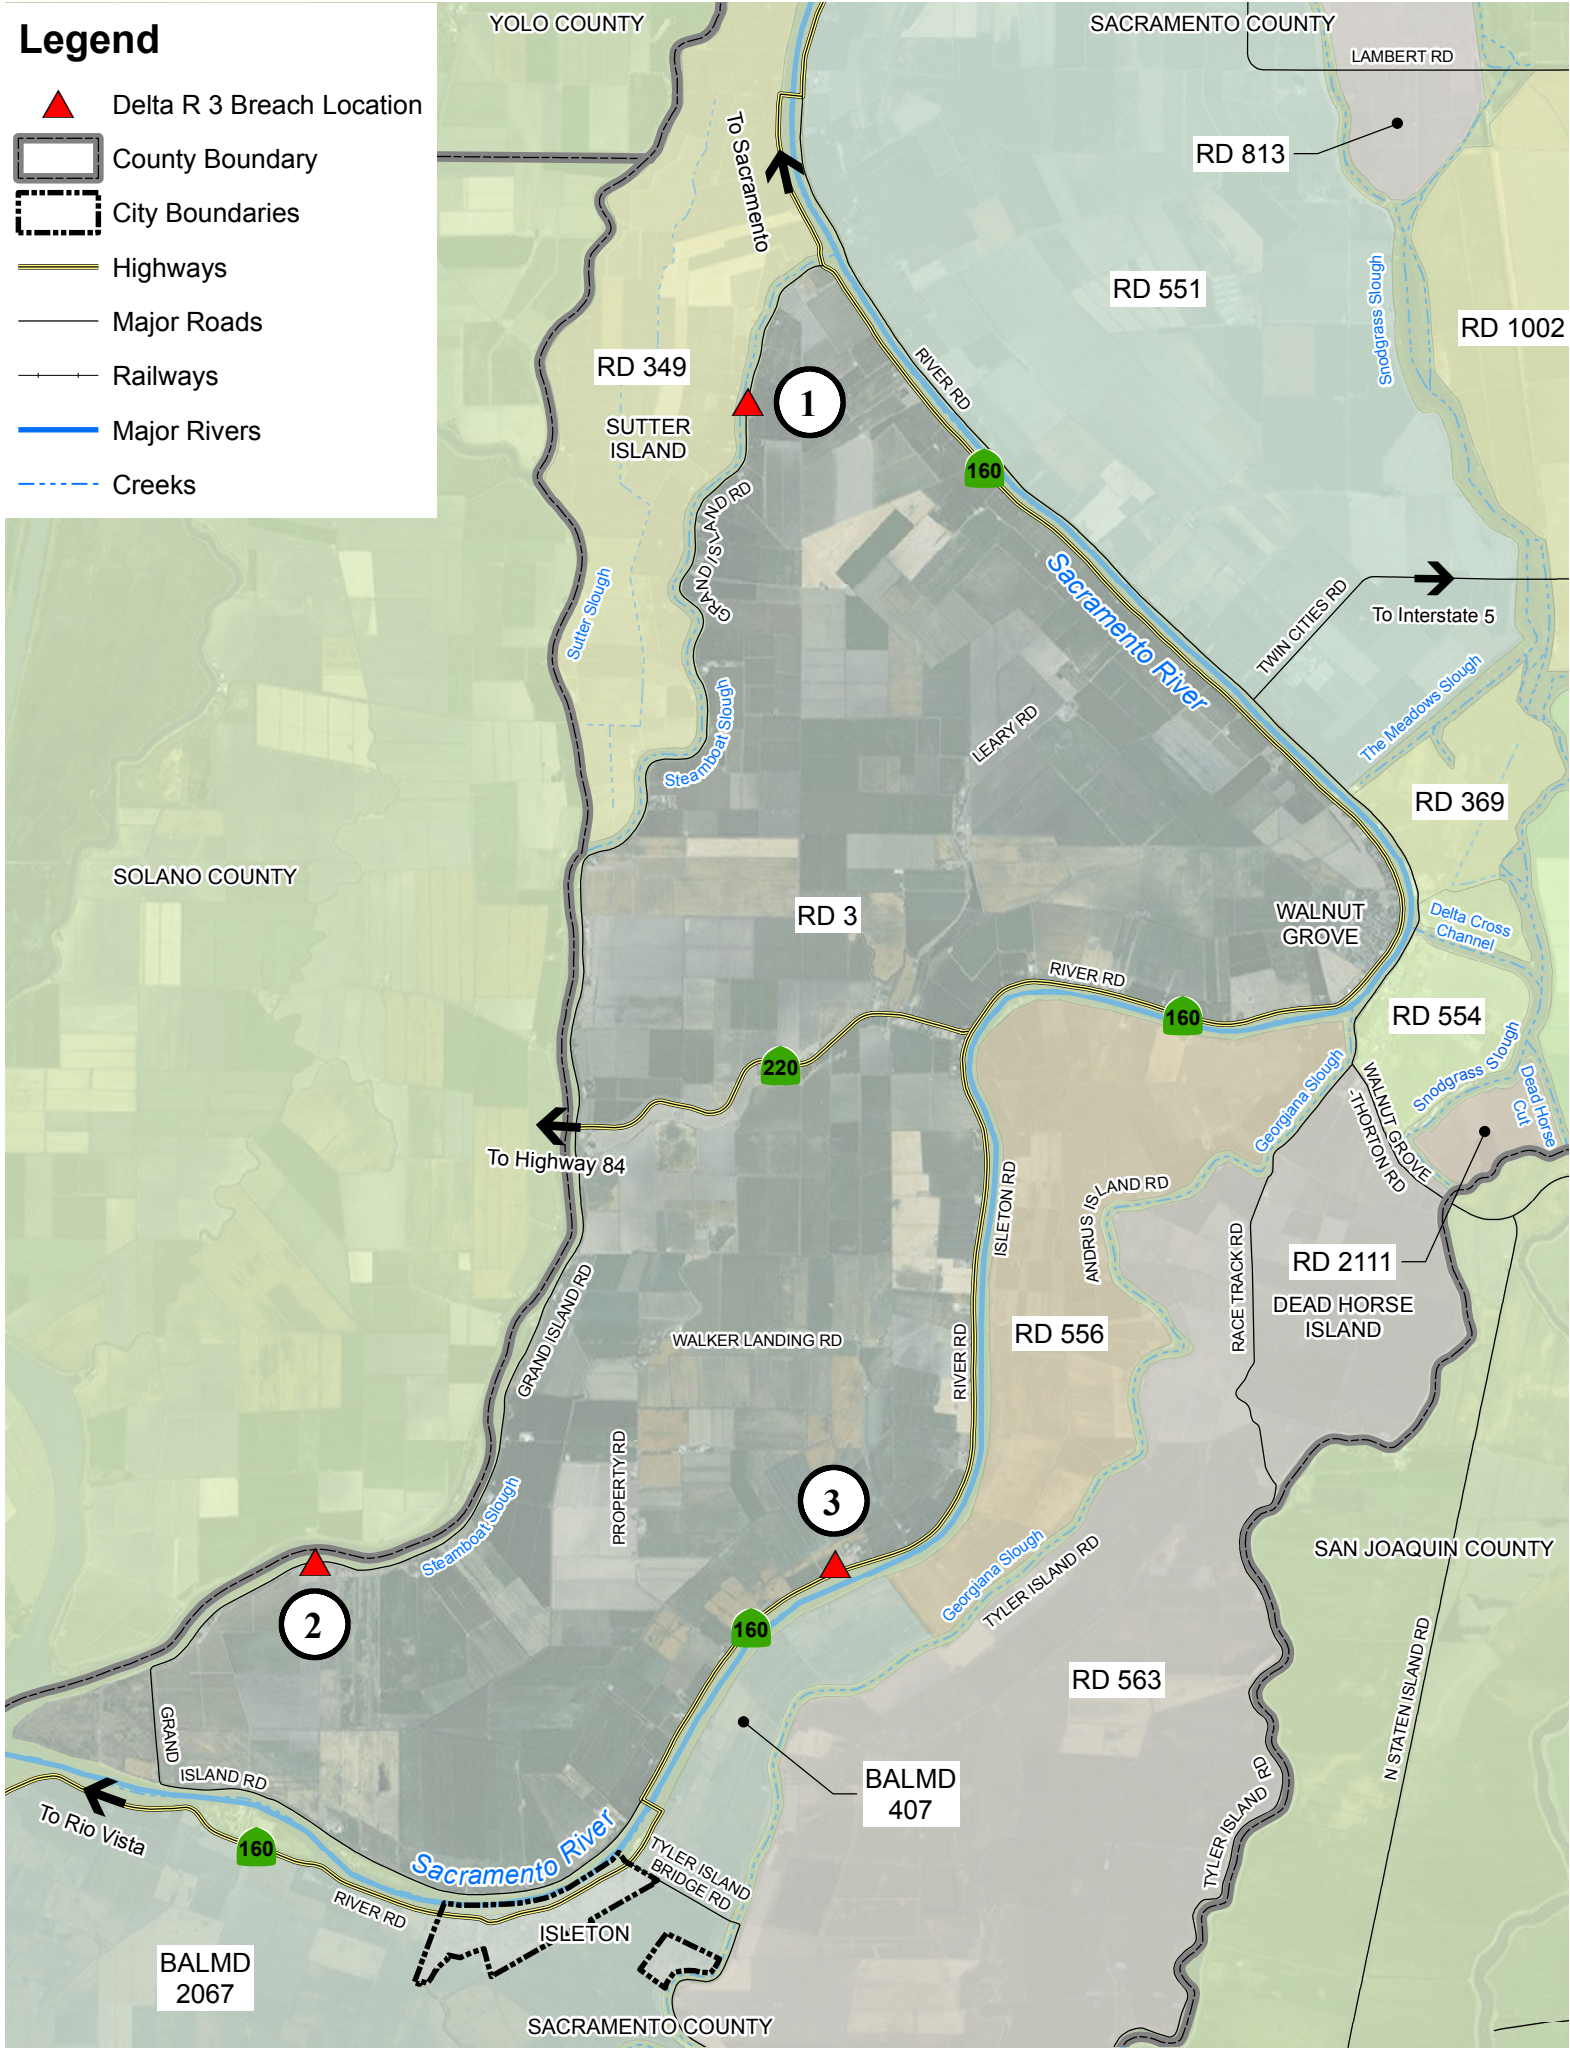 Legend
Delta R 3 Breach Location
County Boundary
City Boundaries
Highways
Major Roads
Railways
Major Rivers
Creeks
YOLO COUNTY
SACRAMENTO COUNTY
LAMBERT RD
To Sacramento
RD 813
RD 551
Snodgrass Slough
RD 1002
RD 349
RIVER RD
SUTTER
ISLAND
1
160
GRAND ISLAND RD
Sacramento River
Sutter Slough
TWIN CITIES RD
To Interstate 5
The Meadows Slough
Steamboat Slough
LEARY RD
RD 369
SOLANO COUNTY
RD 3
WALNUT
GROVE
Delta Cross
Channel
RIVER RD
160
RD 554
220
Snodgrass Slough
Dead Horse
Cut
Georgiana Slough
WALNUT GROVE
-THORTON RD
To Highway 84
ISLETON RD
ANDRUS ISLAND RD
RACE TRACK RD
RD 2111
DEAD HORSE
ISLAND
GRAND ISLAND RD
WALKER LANDING RD
RIVER RD
RD 556
PROPERTY RD
3
Steamboat Slough
Georgiana Slough
TYLER ISLAND RD
SAN JOAQUIN COUNTY
2
160
RD 563
N STATEN ISLAND RD
GRAND
ISLAND RD
BALMD
407
TYLER ISLAND RD
To Rio Vista
160
Sacramento River
TYLER ISLAND
BRIDGE RD
RIVER RD
ISLETON
BALMD
2067
SACRAMENTO COUNTY